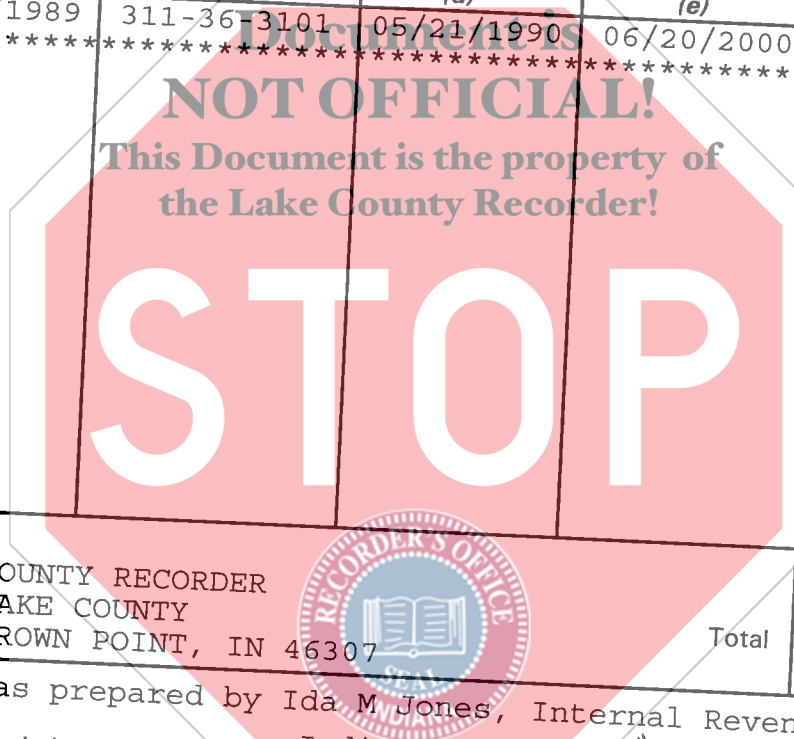 (e)
1989 311-36-3101 05/21/1990 06/20/2000
****************************************************
Document is
NOT OFFICIAL!
This Document is the property of
the Lake County Recorder!
STOP
OUNTY RECORDER
AKE COUNTY
ROWN POINT, IN 46307
Total
RECORDER'S OFFICE
SEAL
INDIANA
as prepared by Ida M Jones, Internal Reven